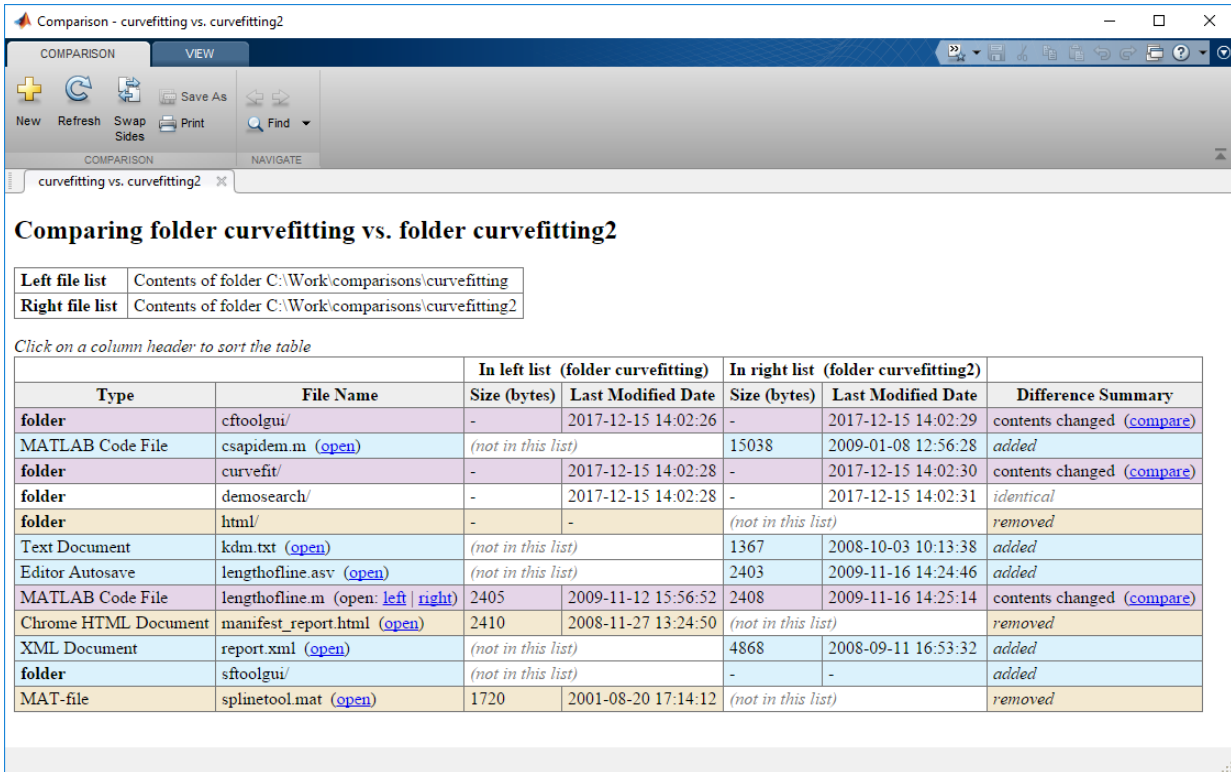 Comparison - curvefitting vs. curvefitting2
COMPARISON VIEW
New Refresh Swap Sides Save As Print Find
COMPARISON NAVIGATE
curvefitting vs. curvefitting2
Comparing folder curvefitting vs. folder curvefitting2
Left file list Contents of folder C:\Work\comparisons\curvefitting
Right file list Contents of folder C:\Work\comparisons\curvefitting2
Click on a column header to sort the table
In left list (folder curvefitting) In right list (folder curvefitting2)
Type File Name Size (bytes) Last Modified Date Size (bytes) Last Modified Date Difference Summary
folder cftoolgui/ - 2017-12-15 14:02:26 - 2017-12-15 14:02:29 contents changed (compare)
MATLAB Code File csapidem.m (open) (not in this list) 15038 2009-01-08 12:56:28 added
folder curvefit/ - 2017-12-15 14:02:28 - 2017-12-15 14:02:30 contents changed (compare)
folder demosearch/ - 2017-12-15 14:02:28 - 2017-12-15 14:02:31 identical
folder html/ - - (not in this list) removed
Text Document kdm.txt (open) (not in this list) 1367 2008-10-03 10:13:38 added
Editor Autosave lengthofline.asv (open) (not in this list) 2403 2009-11-16 14:24:46 added
MATLAB Code File lengthofline.m (open: left | right) 2405 2009-11-12 15:56:52 2408 2009-11-16 14:25:14 contents changed (compare)
Chrome HTML Document manifest_report.html (open) 2410 2008-11-27 13:24:50 (not in this list) removed
XML Document report.xml (open) (not in this list) 4868 2008-09-11 16:53:32 added
folder sftoolgui/ (not in this list) - - added
MAT-file splinetool.mat (open) 1720 2001-08-20 17:14:12 (not in this list) removed